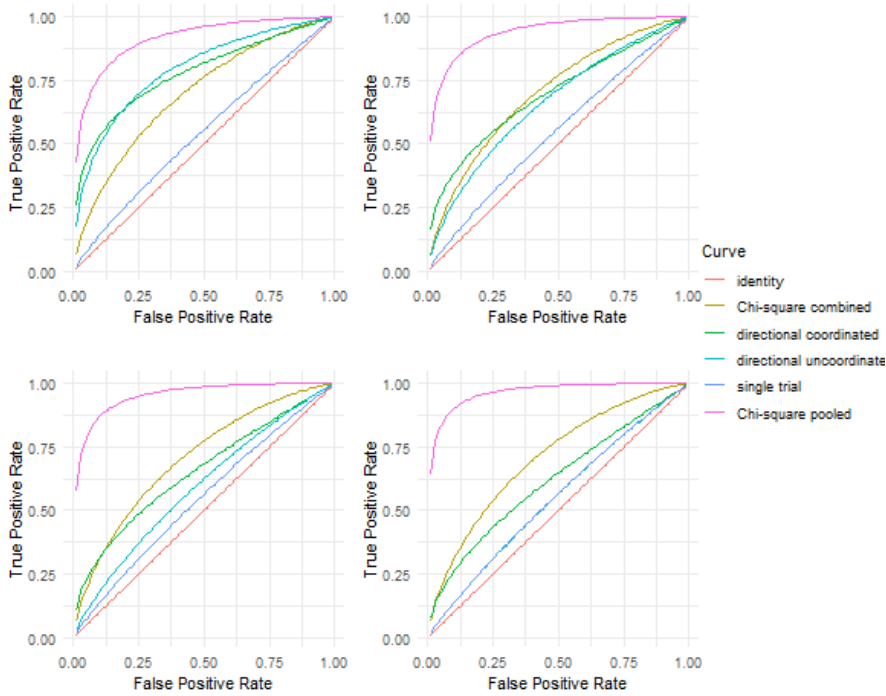 1.00
0.75
0.50
0.25
0.00
True Positive Rate
0.00 0.25 0.50 0.75 1.00
False Positive Rate
1.00
0.75
0.50
0.25
0.00
True Positive Rate
0.00 0.25 0.50 0.75 1.00
False Positive Rate
Curve
identity
Chi-square combined
directional coordinated
directional uncoordinate
single trial
Chi-square pooled
1.00
0.75
0.50
0.25
0.00
True Positive Rate
0.00 0.25 0.50 0.75 1.00
False Positive Rate
1.00
0.75
0.50
0.25
0.00
True Positive Rate
0.00 0.25 0.50 0.75 1.00
False Positive Rate